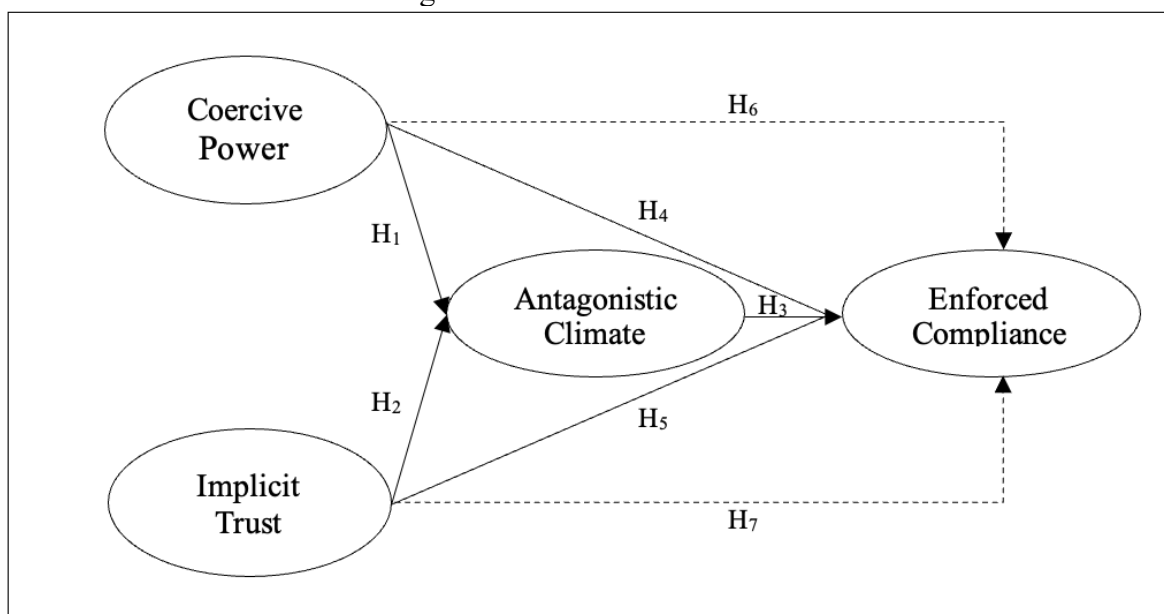 Coercive
Power
H6
H4
H1
Antagonistic
Climate
H3
Enforced
Compliance
H2
H5
Implicit
Trust
H7